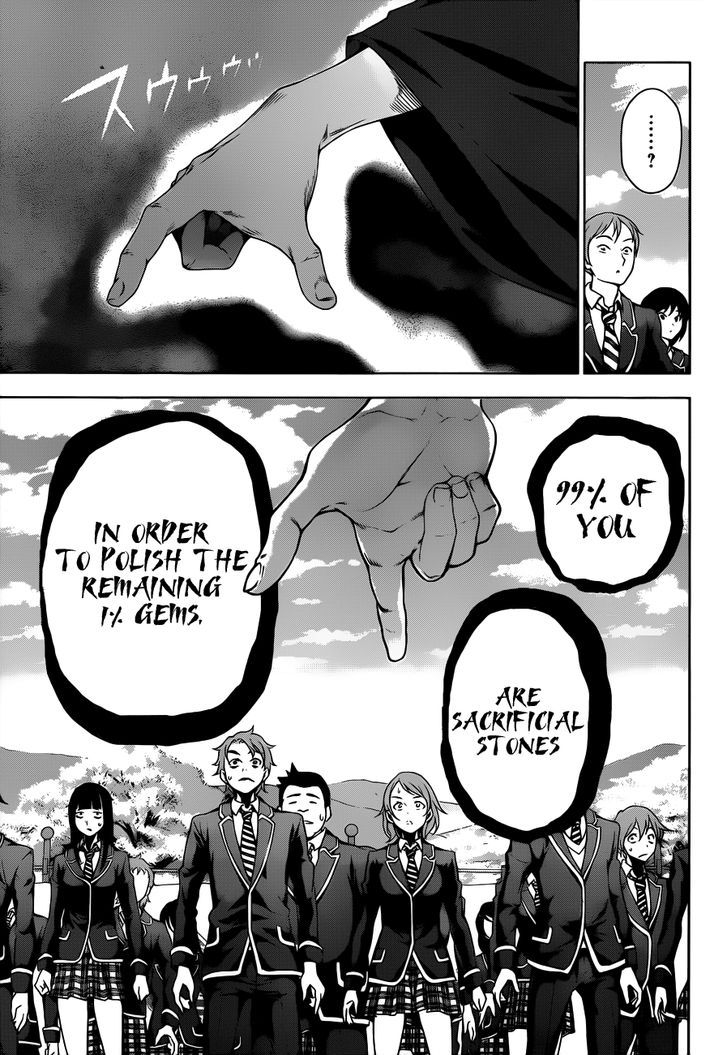 ………?
スウゥゥゥッ
99% OF
YOU
ARE
SACRIFICIAL
STONES
IN ORDER
TO POLISH THE
REMAINING
1% GEMS.